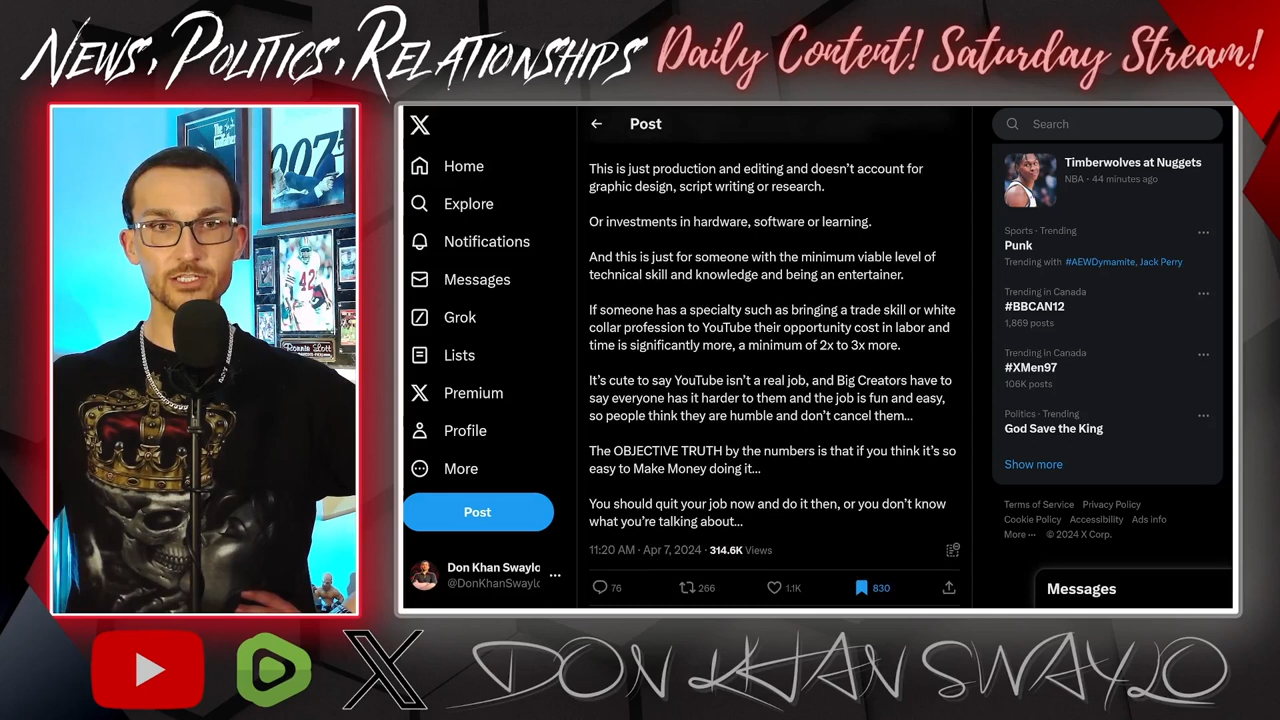 News, Politics, Relationships
Daily Content! Saturday Stream!
The Godfather
007
42
Ronnie Lott
Home
Explore
Notifications
Messages
Grok
Lists
Premium
Profile
More
Post
Don Khan Swaylo
@DonKhanSwaylo
Post
This is just production and editing and doesn't account for
graphic design, script writing or research.
Or investments in hardware, software or learning.
And this is just for someone with the minimum viable level of
technical skill and knowledge and being an entertainer.
If someone has a specialty such as bringing a trade skill or white
collar profession to YouTube their opportunity cost in labor and
time is significantly more, a minimum of 2x to 3x more.
It's cute to say YouTube isn't a real job, and Big Creators have to
say everyone has it harder to them and the job is fun and easy,
so people think they are humble and don't cancel them...
The OBJECTIVE TRUTH by the numbers is that if you think it's so
easy to Make Money doing it...
You should quit your job now and do it then, or you don't know
what you're talking about...
11:20 AM · Apr 7, 2024 · 314.6K Views
76 266 1.1K 830
Search
Timberwolves at Nuggets
NBA · 44 minutes ago
Sports · Trending
Punk
Trending with #AEWDymamite, Jack Perry
Trending in Canada
#BBCAN12
1,869 posts
Trending in Canada
#XMen97
106K posts
Politics · Trending
God Save the King
Show more
Terms of Service Privacy Policy
Cookie Policy Accessibility Ads info
More ··· © 2024 X Corp.
Messages
DON KHAN SWAYLO